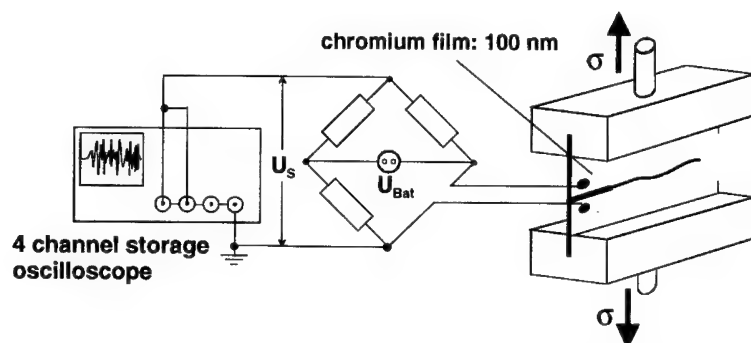 chromium film: 100 nm
σ
U_S
U_Bat
4 channel storage
oscilloscope
σ